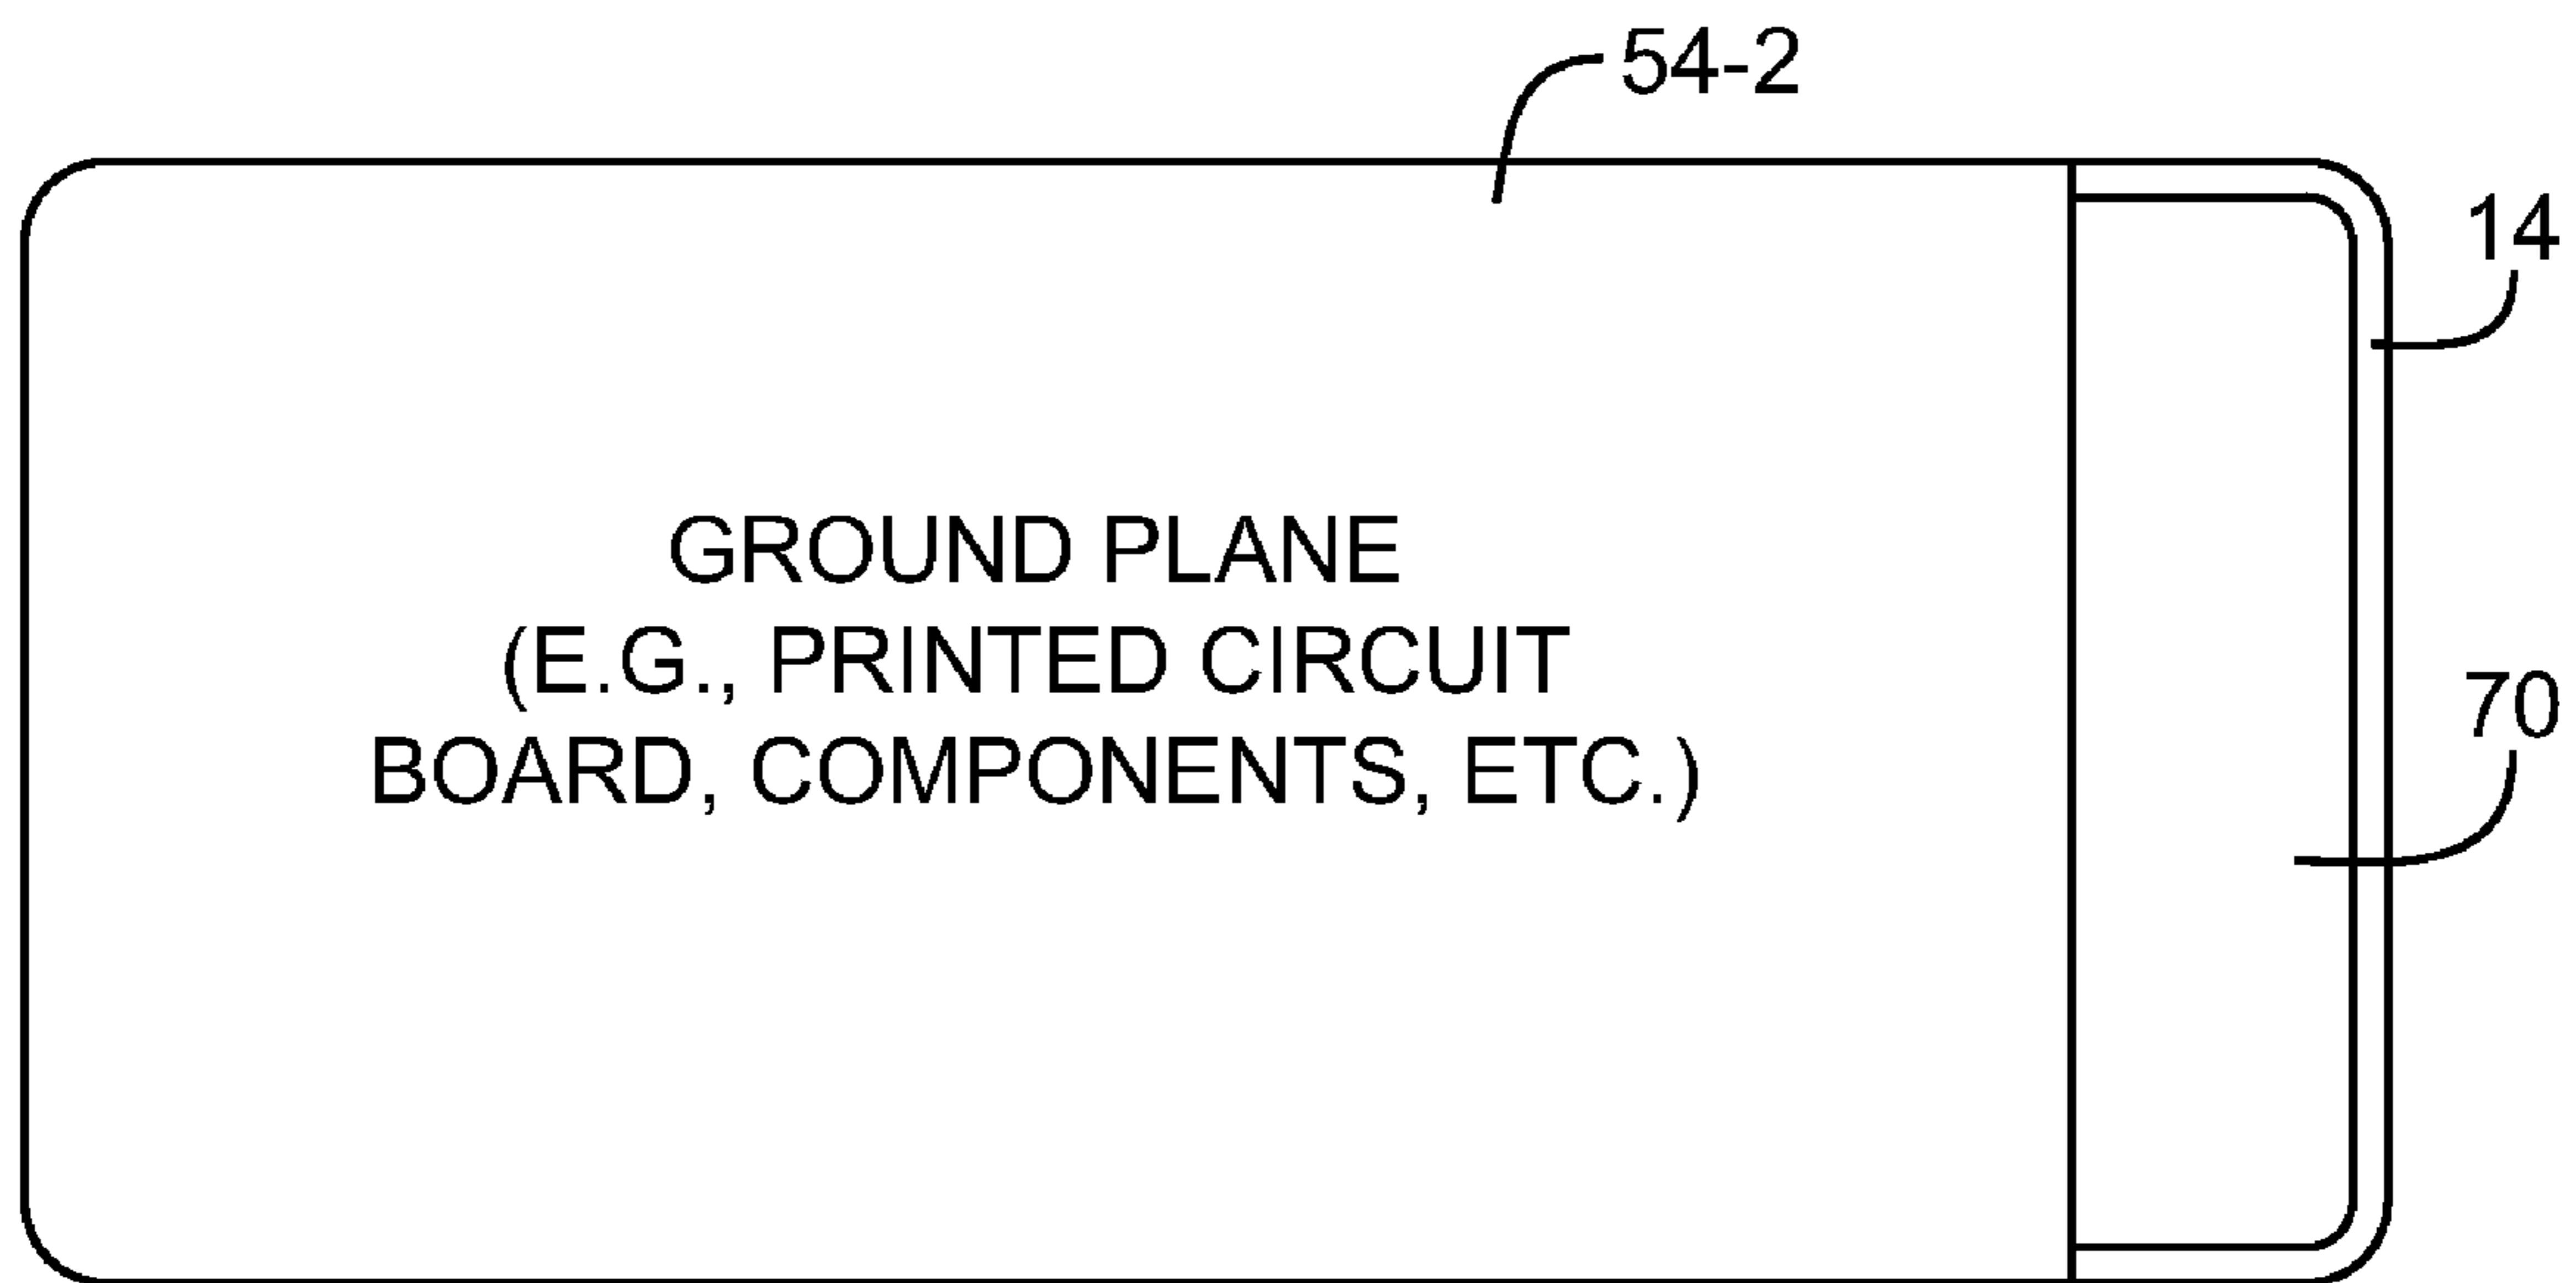 54-2
14
GROUND PLANE
(E.G., PRINTED CIRCUIT
BOARD, COMPONENTS, ETC.)
70